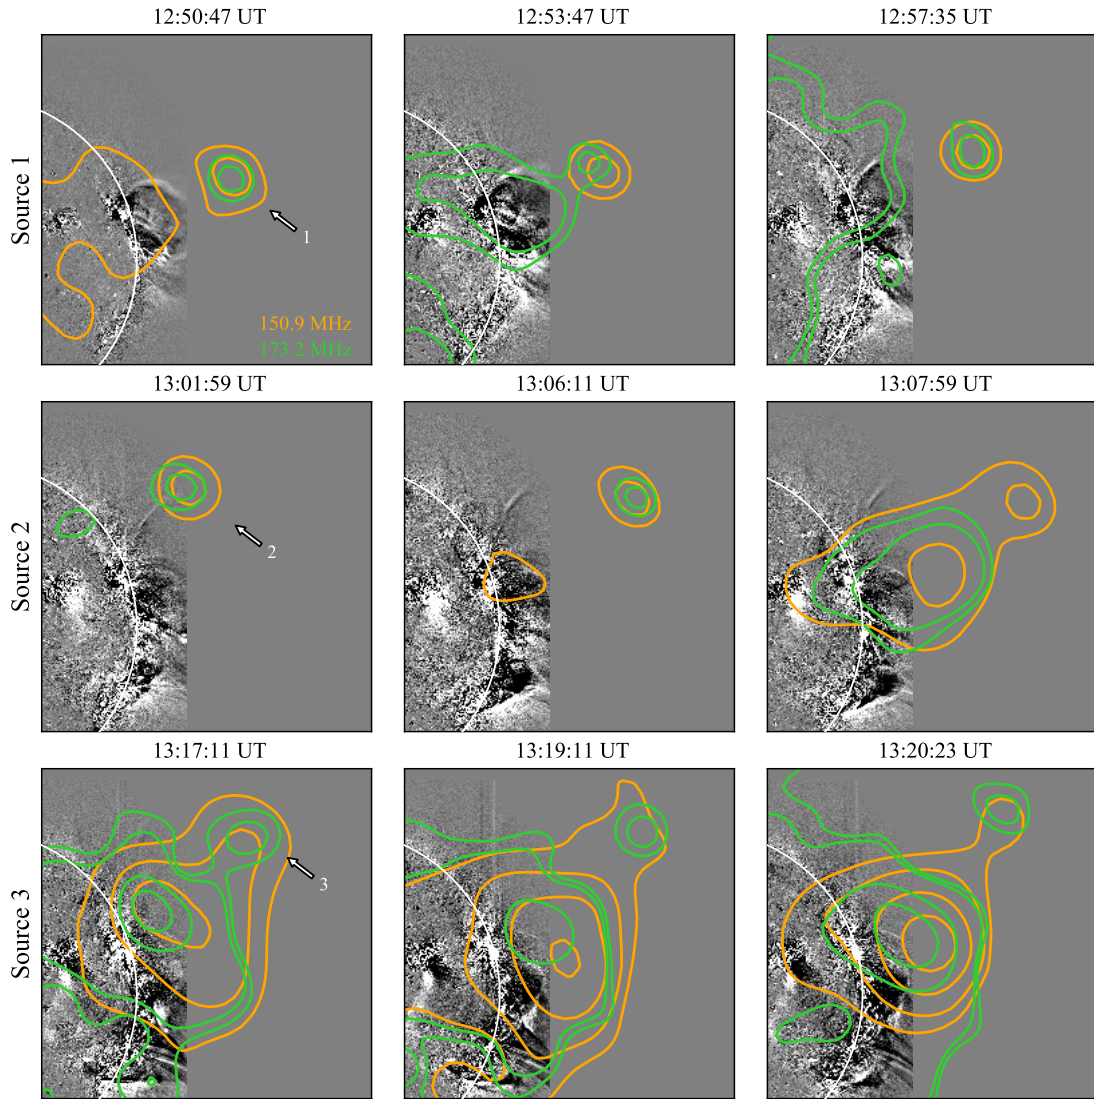 12:50:47 UT
12:53:47 UT
12:57:35 UT
Source 1
1
150.9 MHz
173.2 MHz
13:01:59 UT
13:06:11 UT
13:07:59 UT
Source 2
2
13:17:11 UT
13:19:11 UT
13:20:23 UT
Source 3
3